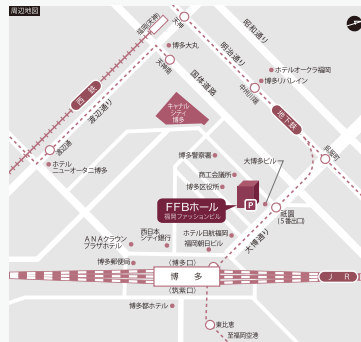 周辺地図
福岡(天神)
天神
昭和通り
博多大丸
明治通り
天神南
国体道路
ホテルオークラ福岡
博多リバレイン
中州川端
西鉄
渡辺通り
キャナル
シティ
博多
地下鉄
渡辺通
呉服町
ホテル
ニューオータニ博多
博多警察署
大博多ビル
商工会議所
博多区役所
FFBホール
福岡ファッションビル
P
祇園
(5番出口)
大博通り
ANAクラウン
プラザホテル
西日本
シティ銀行
ホテル日航福岡
福岡朝日ビル
博多郵便局
(博多口)
博多
JR
(筑紫口)
博多都ホテル
東比恵
至福岡空港